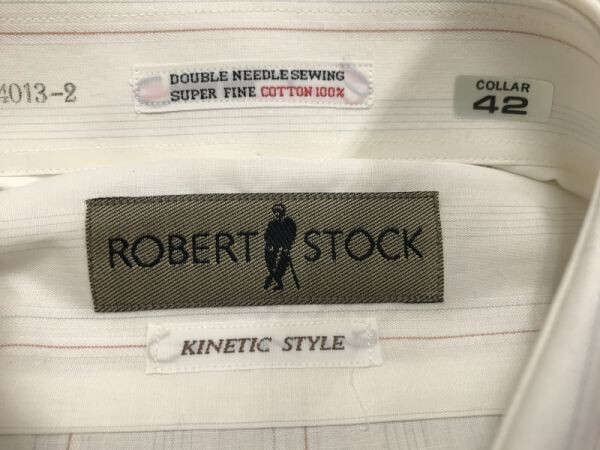 4013-2
DOUBLE NEEDLE SEWING
SUPER FINE COTTON 100%
COLLAR
42
ROBERT STOCK
KINETIC STYLE